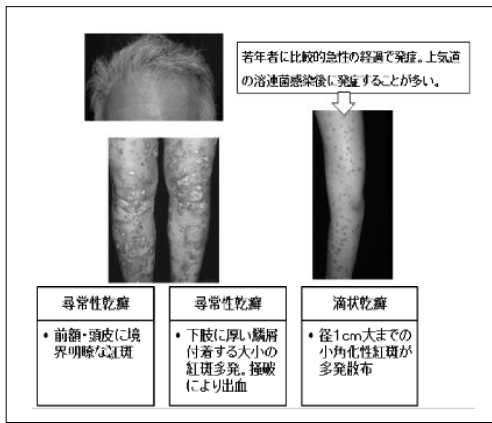 若年者に比較的急性の経過で発症。上気道
の溶連菌感染後に発症することが多い。
尋常性乾癬
• 前額・頭皮に境
界明瞭な紅斑
尋常性乾癬
• 下肢に厚い鱗屑
付着する大小の
紅斑多発。掻破
により出血
滴状乾癬
• 径1cm大までの
小角化性紅斑が
多発散布